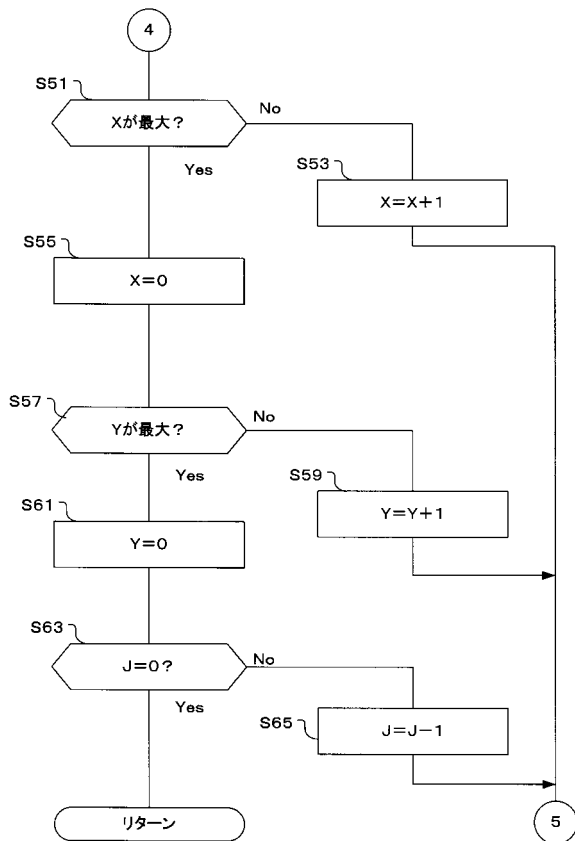 4
S51
Xが最大?
No
Yes
S53
X=X+1
S55
X=0
S57
Yが最大?
No
Yes
S59
Y=Y+1
S61
Y=0
S63
J=0?
No
Yes
S65
J=J-1
リターン
5